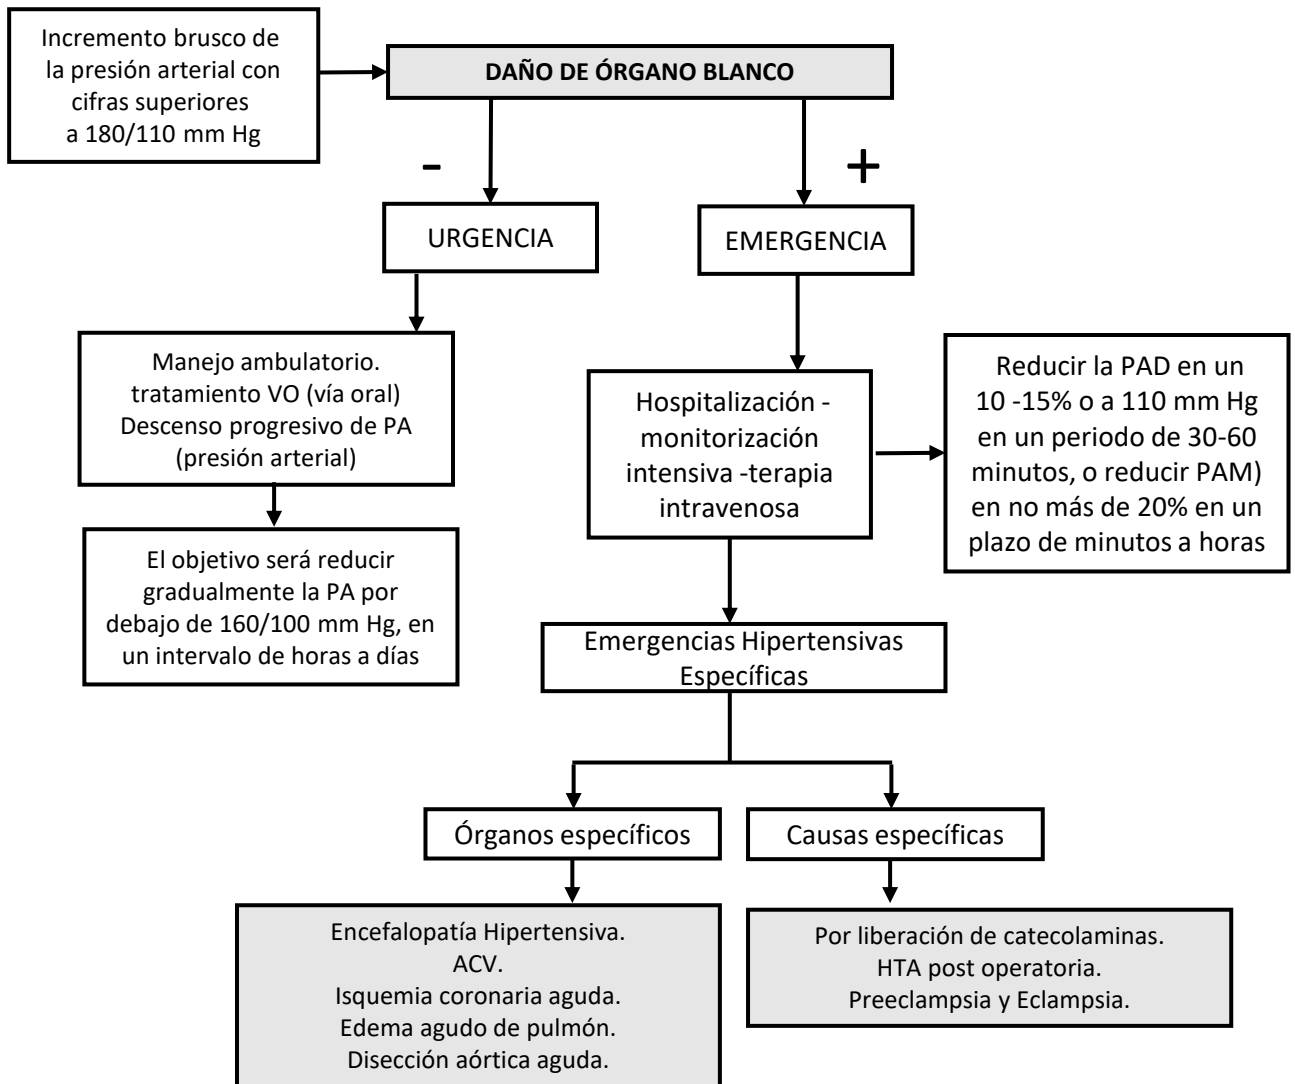 Incremento brusco de
la presión arterial con
cifras superiores
a 180/110 mm Hg
DAÑO DE ÓRGANO BLANCO
-
+
URGENCIA
EMERGENCIA
Manejo ambulatorio.
tratamiento VO (vía oral)
Descenso progresivo de PA
(presión arterial)
Hospitalización -
monitorización
intensiva -terapia
intravenosa
Reducir la PAD en un
10 -15% o a 110 mm Hg
en un periodo de 30-60
minutos, o reducir PAM)
en no más de 20% en un
plazo de minutos a horas
El objetivo será reducir
gradualmente la PA por
debajo de 160/100 mm Hg, en
un intervalo de horas a días
Emergencias Hipertensivas
Específicas
Órganos específicos
Causas específicas
Encefalopatía Hipertensiva.
ACV.
Isquemia coronaria aguda.
Edema agudo de pulmón.
Disección aórtica aguda.
Por liberación de catecolaminas.
HTA post operatoria.
Preeclampsia y Eclampsia.